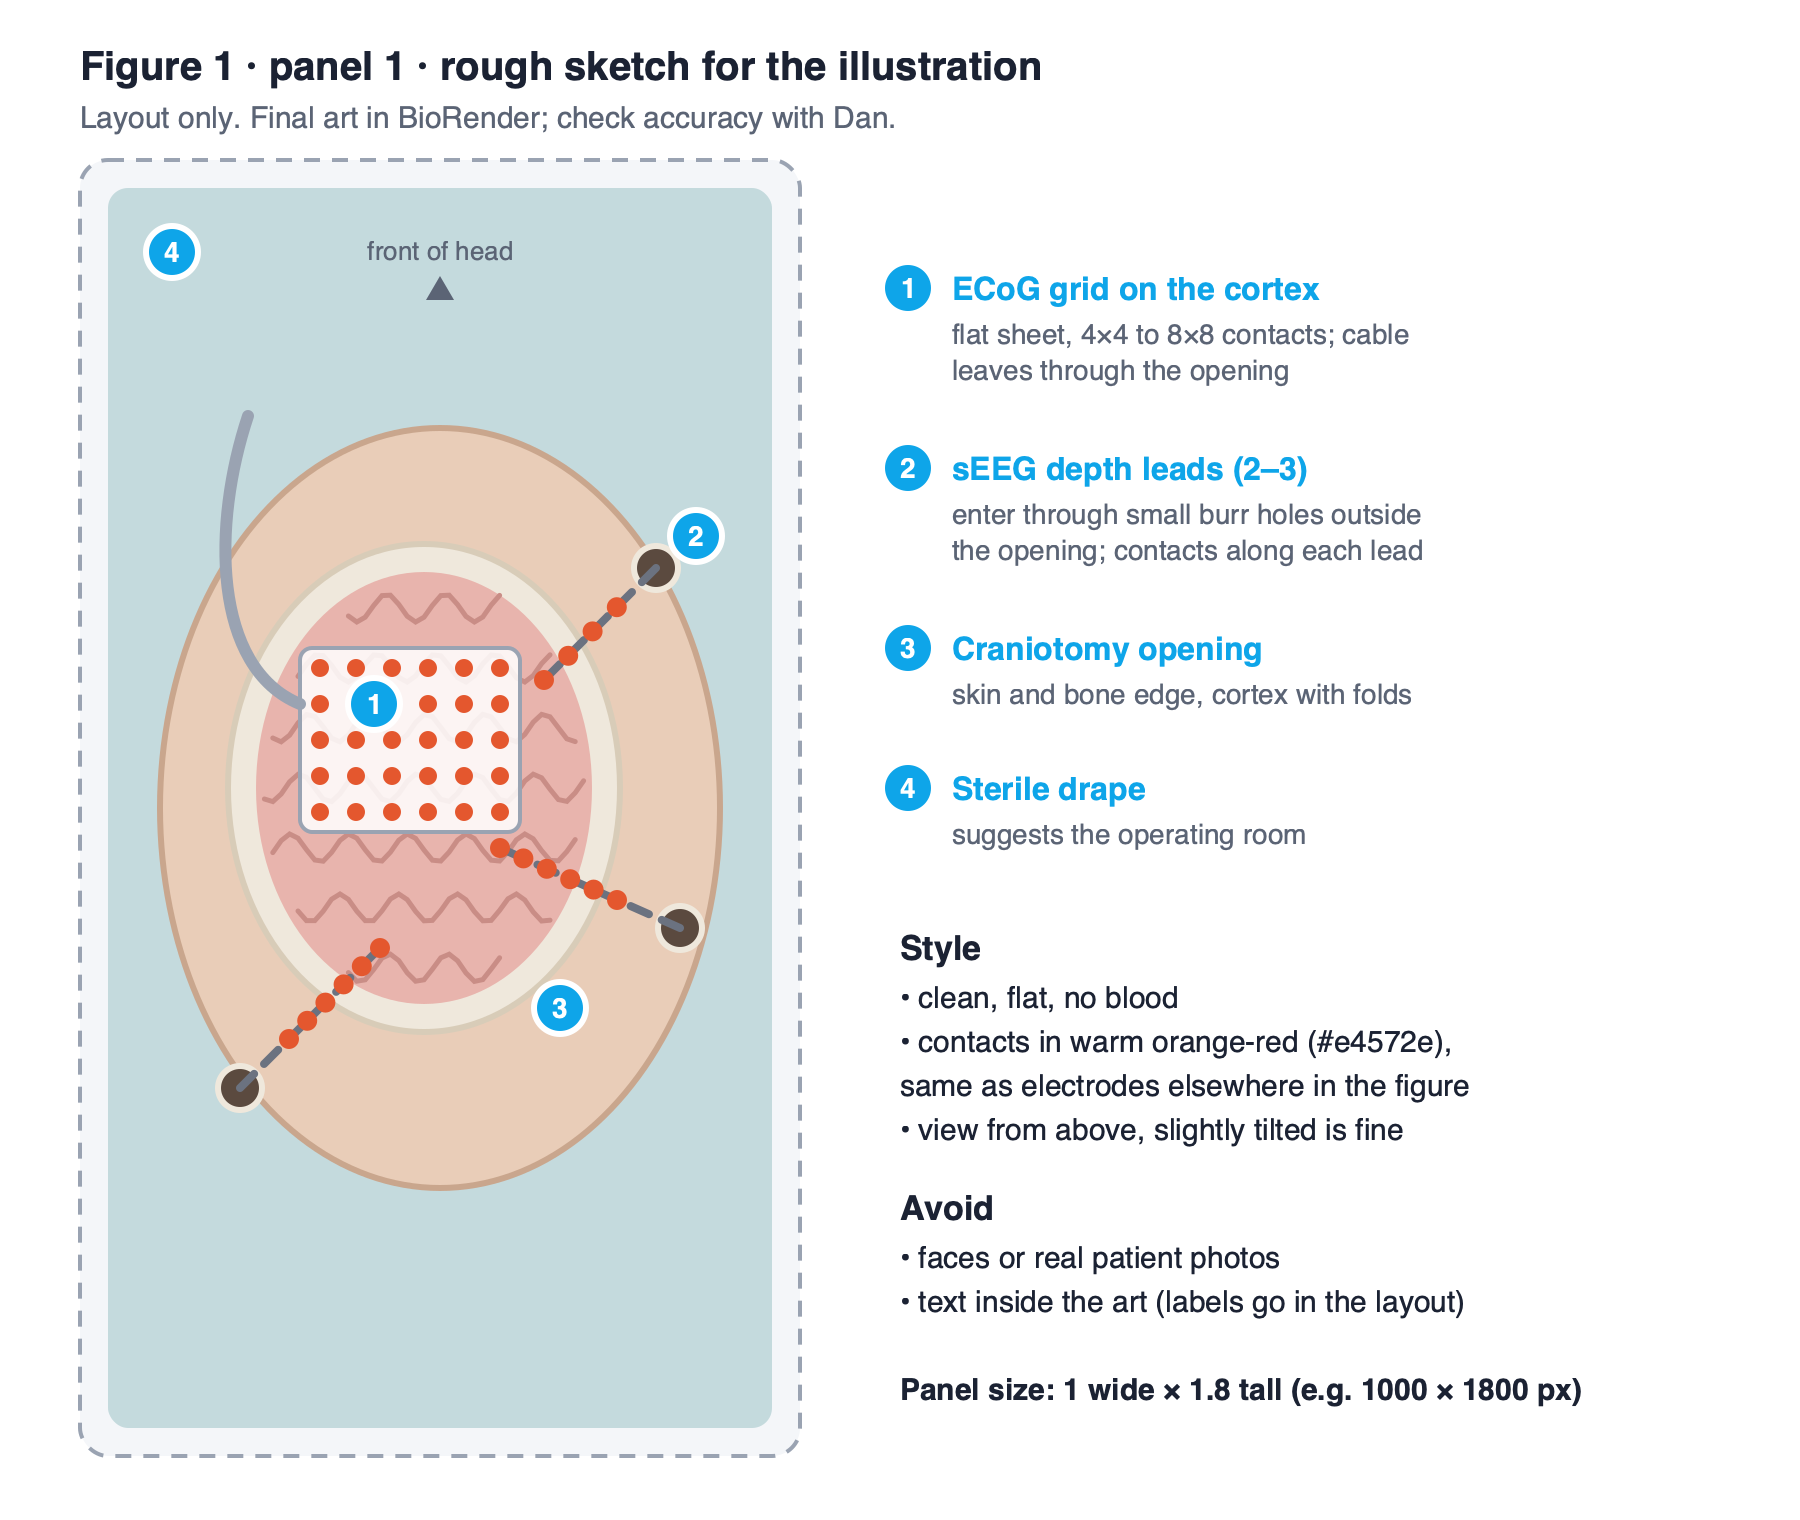 Figure 1 · panel 1 · rough sketch for the illustration
Layout only. Final art in BioRender; check accuracy with Dan.
4
front of head
2
1
3
1 ECoG grid on the cortex
flat sheet, 4×4 to 8×8 contacts; cable
leaves through the opening
2 sEEG depth leads (2–3)
enter through small burr holes outside
the opening; contacts along each lead
3 Craniotomy opening
skin and bone edge, cortex with folds
4 Sterile drape
suggests the operating room
Style
• clean, flat, no blood
• contacts in warm orange-red (#e4572e),
same as electrodes elsewhere in the figure
• view from above, slightly tilted is fine
Avoid
• faces or real patient photos
• text inside the art (labels go in the layout)
Panel size: 1 wide × 1.8 tall (e.g. 1000 × 1800 px)